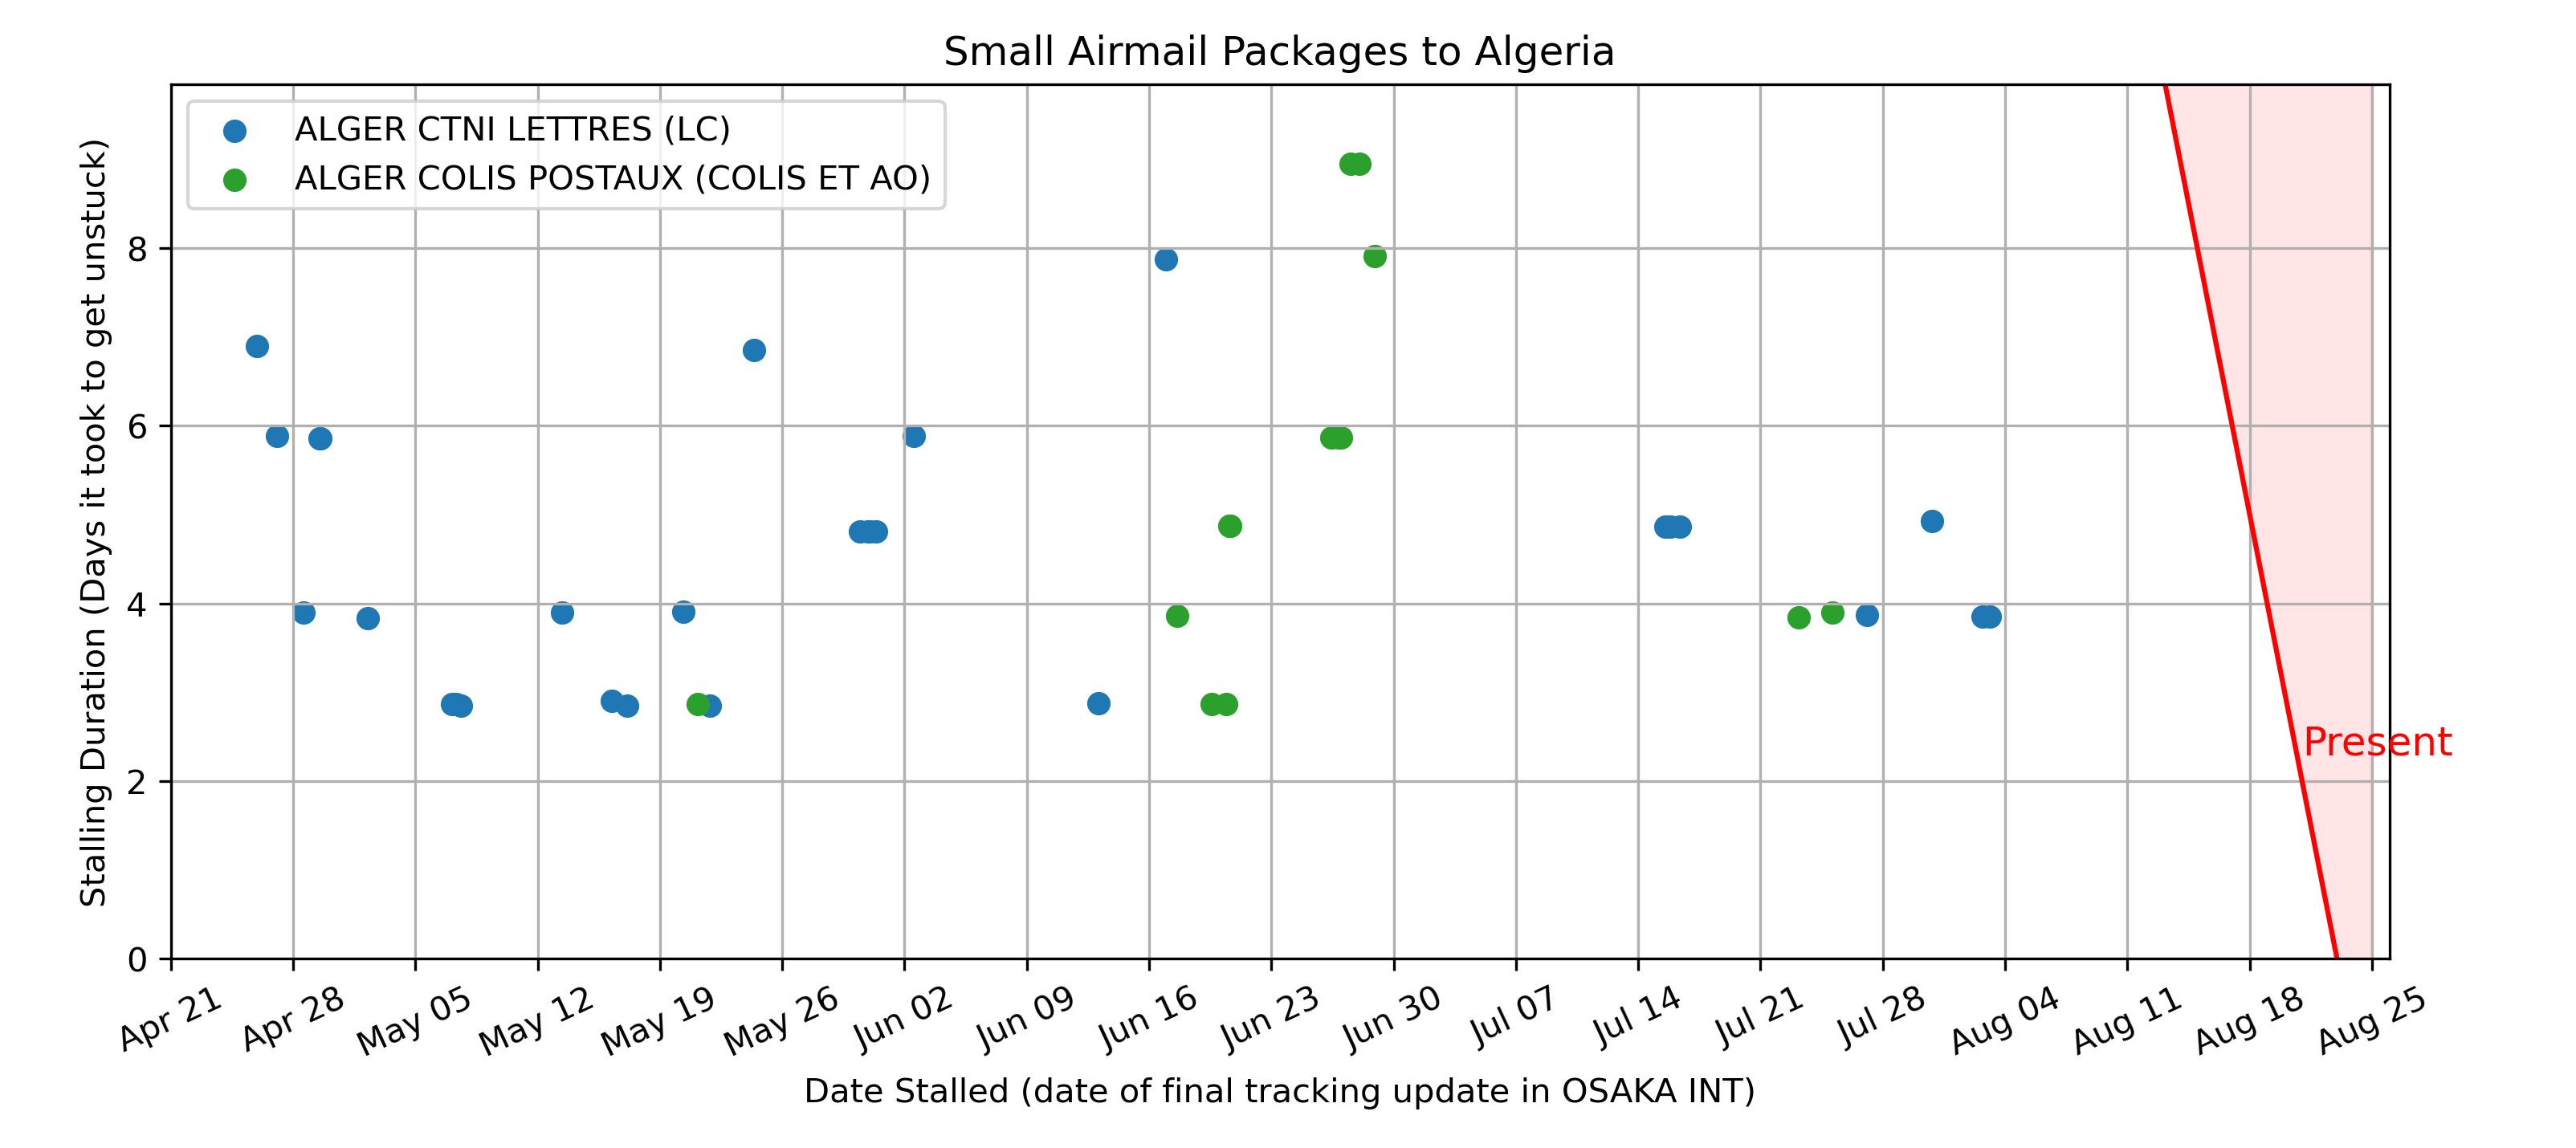 Small Airmail Packages to Algeria
ALGER CTNI LETTRES (LC)
ALGER COLIS POSTAUX (COLIS ET AO)
Stalling Duration (Days it took to get unstuck)
8
6
4
2
0
Present
Apr 21
Apr 28
May 05
May 12
May 19
May 26
Jun 02
Jun 09
Jun 16
Jun 23
Jun 30
Jul 07
Jul 14
Jul 21
Jul 28
Aug 04
Aug 11
Aug 18
Aug 25
Date Stalled (date of final tracking update in OSAKA INT)